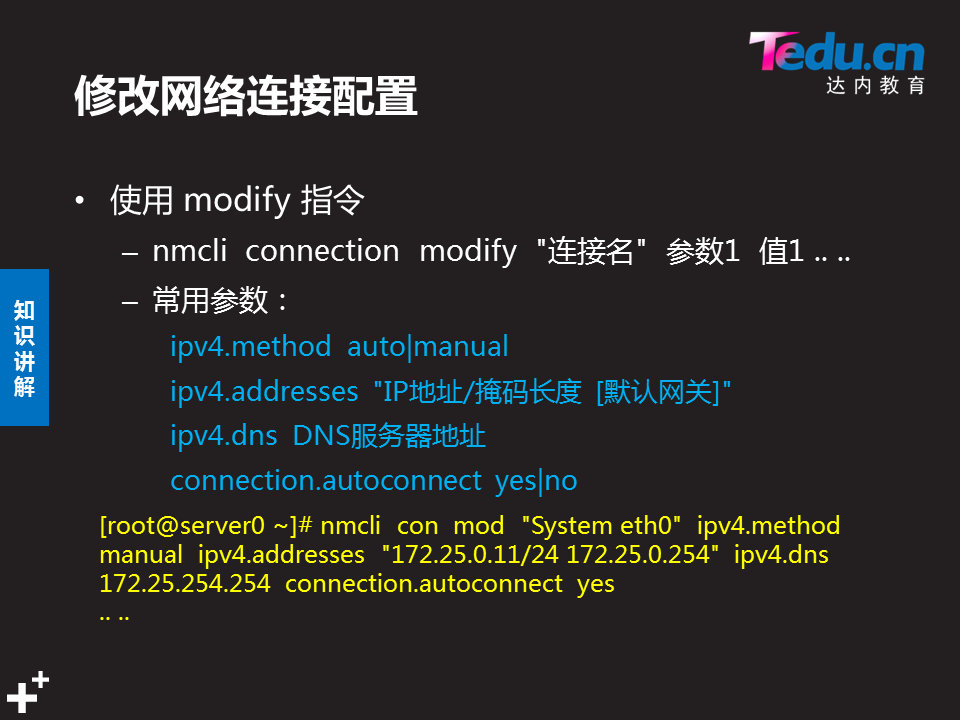 Tedu.cn
达内教育
修改网络连接配置
• 使用 modify 指令
– nmcli connection modify "连接名" 参数1 值1 .. ..
– 常用参数：
ipv4.method auto|manual
ipv4.addresses "IP地址/掩码长度 [默认网关]"
ipv4.dns DNS服务器地址
connection.autoconnect yes|no
知
识
讲
解
[root@server0 ~]# nmcli con mod "System eth0" ipv4.method
manual ipv4.addresses "172.25.0.11/24 172.25.0.254" ipv4.dns
172.25.254.254 connection.autoconnect yes
.. ..